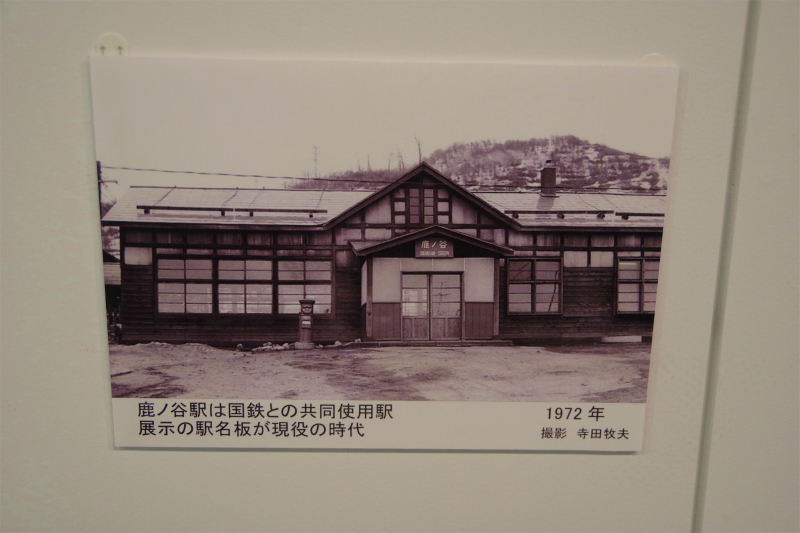 鹿ノ谷
鹿ノ谷駅は国鉄との共同使用駅
展示の駅名板が現役の時代
1972 年
撮影 寺田牧夫